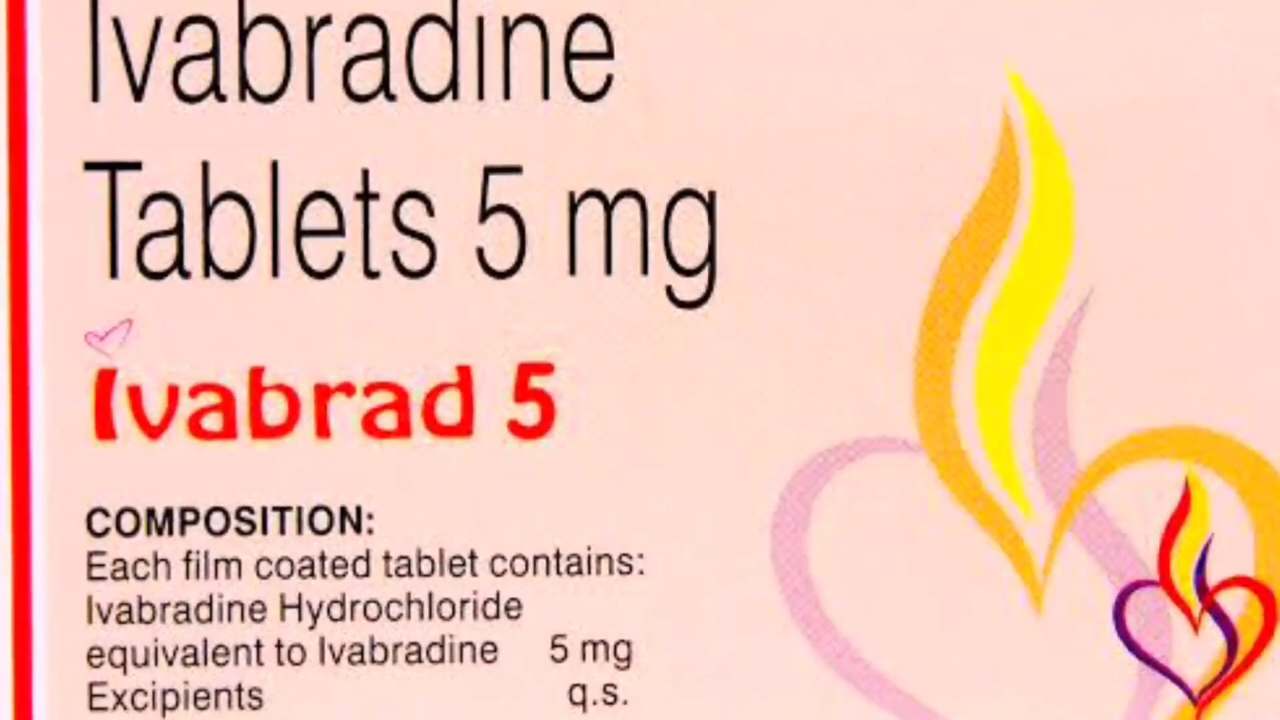 Ivabradine
Tablets 5 mg
Ivabrad 5
COMPOSITION:
Each film coated tablet contains:
Ivabradine Hydrochloride
equivalent to Ivabradine 5 mg
Excipients q.s.